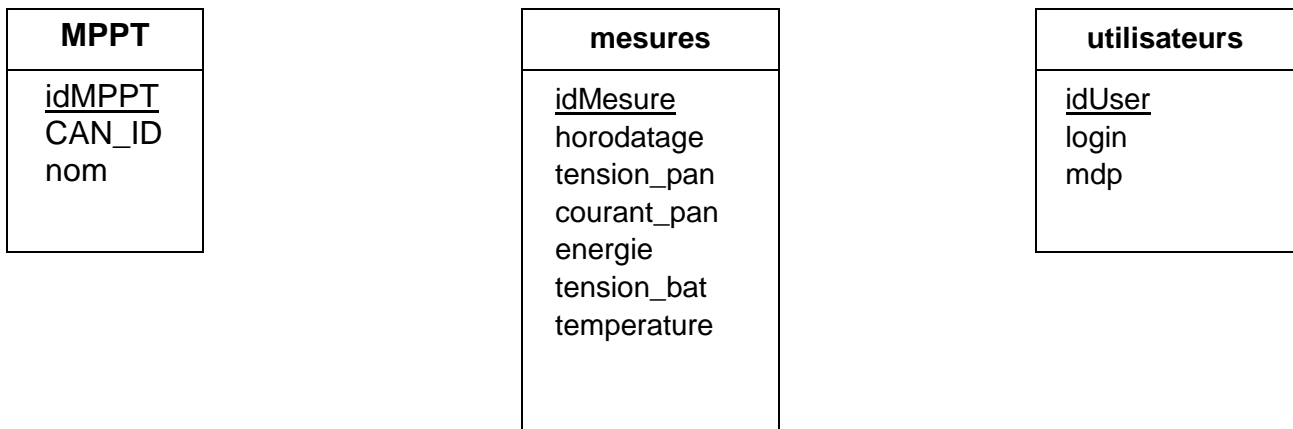 MPPT
idMPPT
CAN_ID
nom
mesures
idMesure
horodatage
tension_pan
courant_pan
energie
tension_bat
temperature
utilisateurs
idUser
login
mdp